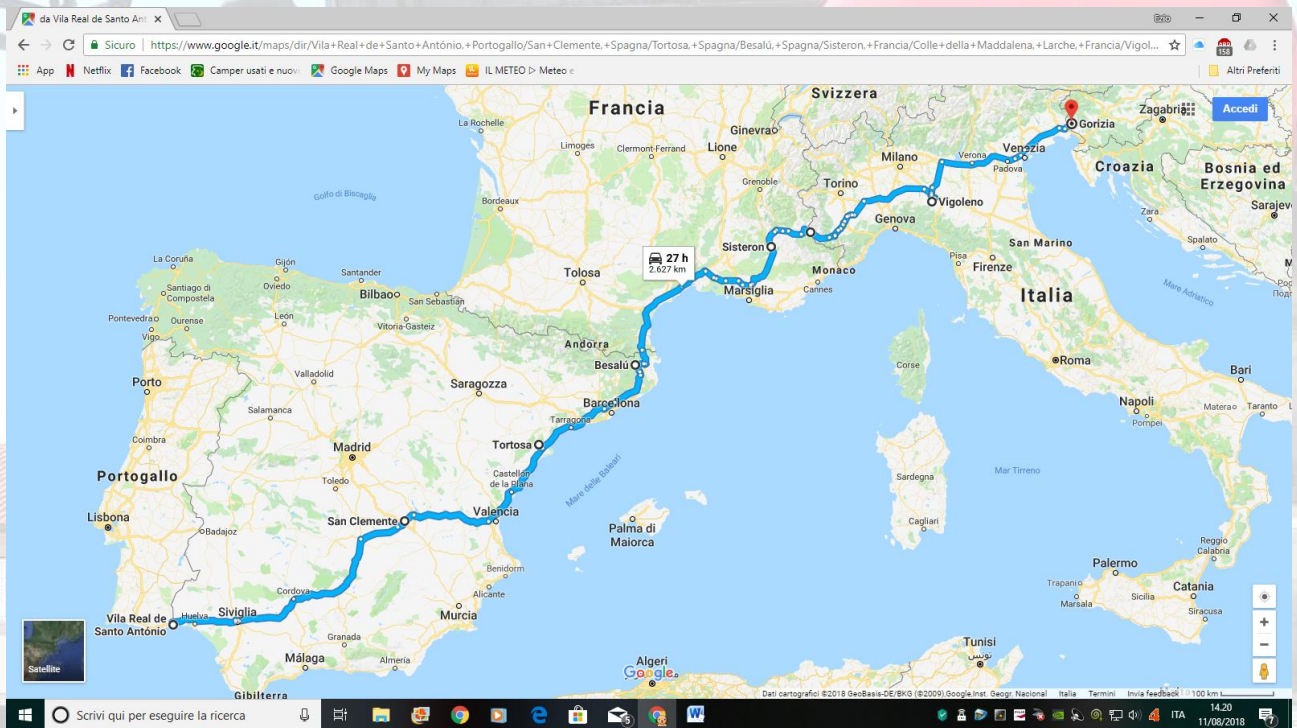 da Vila Real de Santo Ant
Ezio
Sicuro | https://www.google.it/maps/dir/Vila+Real+de+Santo+António,+Portogallo/San+Clemente,+Spagna/Tortosa,+Spagna/Besalú,+Spagna/Sisteron,+Francia/Colle+della+Maddalena,+Larche,+Francia/Vigol...
158
App Netflix Facebook Camper usati e nuovi Google Maps My Maps IL METEO ▷ Meteo e
Altri Preferiti
Accedi
Svizzera
Francia
Zagabria
La Rochelle
Gorizia
Ginevra
Limoges
Clermont-Ferrand
Lione
Milano
Verona
Venezia
Padova
Croazia
Bosnia ed
Erzegovina
Grenoble
Torino
Golfo di Biscaglia
Bordeaux
Vigoleno
Genova
Zara
Sarajev
Sisteron
San Marino
Spalato
27 h
2.627 km
La Coruña
Gijón
Oviedo
Santander
Bilbao
San Sebastián
Tolosa
Monaco
Pisa
Firenze
Santiago di
Compostela
Marsiglia
Cannes
Italia
Mare Adriatico
León
Vitoria-Gasteiz
Pontevedra
Ourense
Vigo
Andorra
Besalú
Corse
Roma
Bari
Valladolid
Saragozza
Porto
Barcellona
Napoli
Matera
Taranto
Salamanca
Tarragona
Pompei
Coimbra
Madrid
Tortosa
Portogallo
Toledo
Castellón
de la Plana
Mare delle Baleari
Sardegna
Mar Tirreno
Lisbona
San Clemente
Valencia
Badajoz
Palma di
Maiorca
Cagliari
Reggio
Calabria
Benidorm
Palermo
Alicante
Trapani
Catania
Cordova
Marsala
Sicilia
Siracusa
Vila Real de
Santo António
Huelva
Siviglia
Murcia
Granada
Tunisi
تونس
Málaga
Almería
Algeri
Satellite
Google
Gibilterra
Dati cartografici ©2018 GeoBasis-DE/BKG (©2009),Google,Inst. Geogr. Nacional Italia Termini Invia feedback 100 km
Scrivi qui per eseguire la ricerca
ITA
14.20
11/08/2018